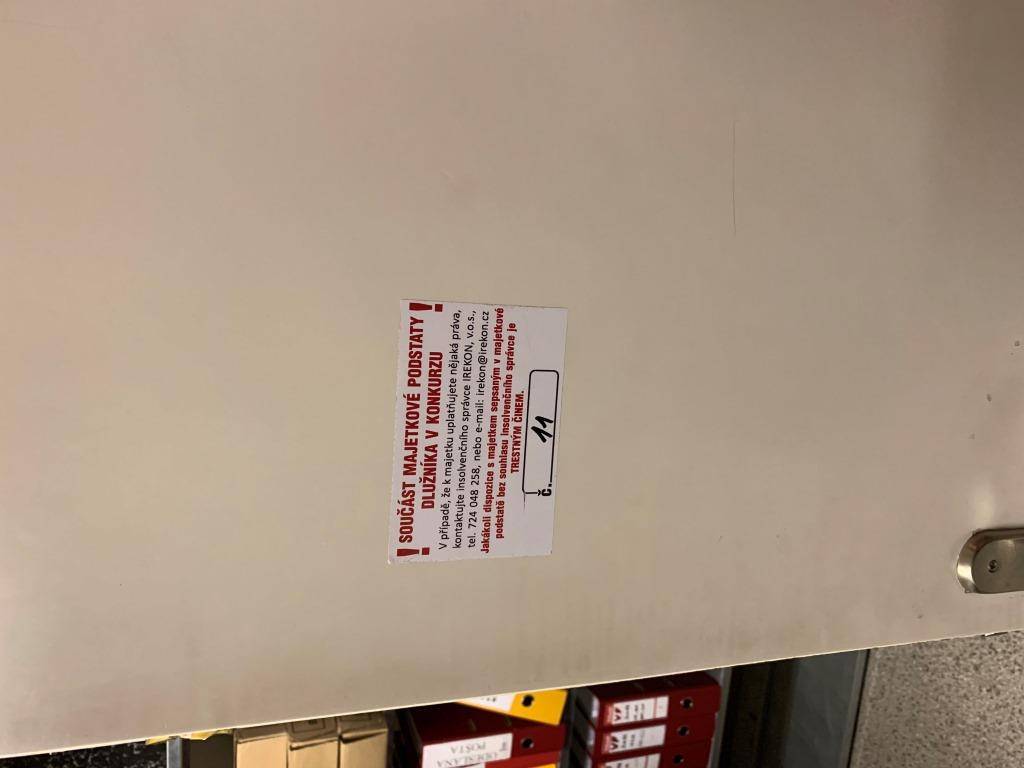 ! SOUČÁST MAJETKOVÉ PODSTATY !
DLUŽNÍKA V KONKURZU
V případě, že k majetku uplatňujete nějaká práva,
kontaktujte insolvenčního správce IREKON, v.o.s.,
tel. 724 048 258, nebo e-mail: irekon@irekon.cz
Jakákoli dispozice s majetkem sepsaným v majetkové
podstatě bez souhlasu insolvenčního správce je
TRESTNÝM ČINEM.
Č. 11
ODESLANÁ
POŠTA